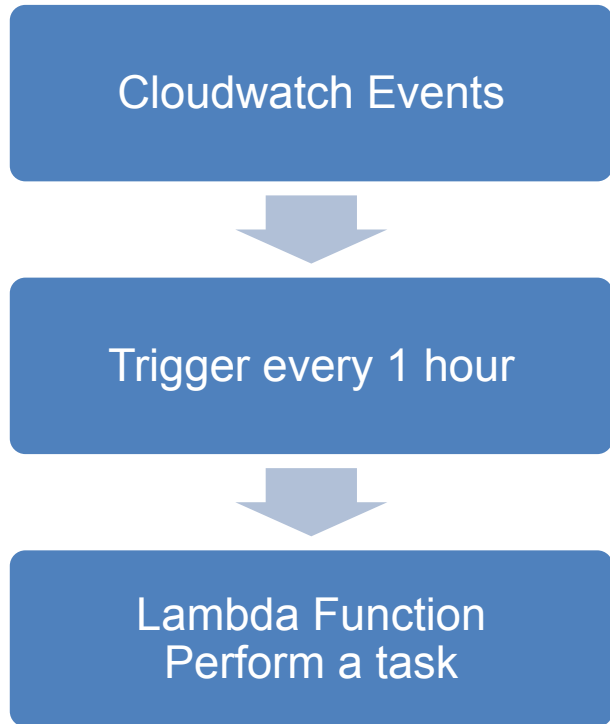 Cloudwatch Events
Trigger every 1 hour
Lambda Function
Perform a task